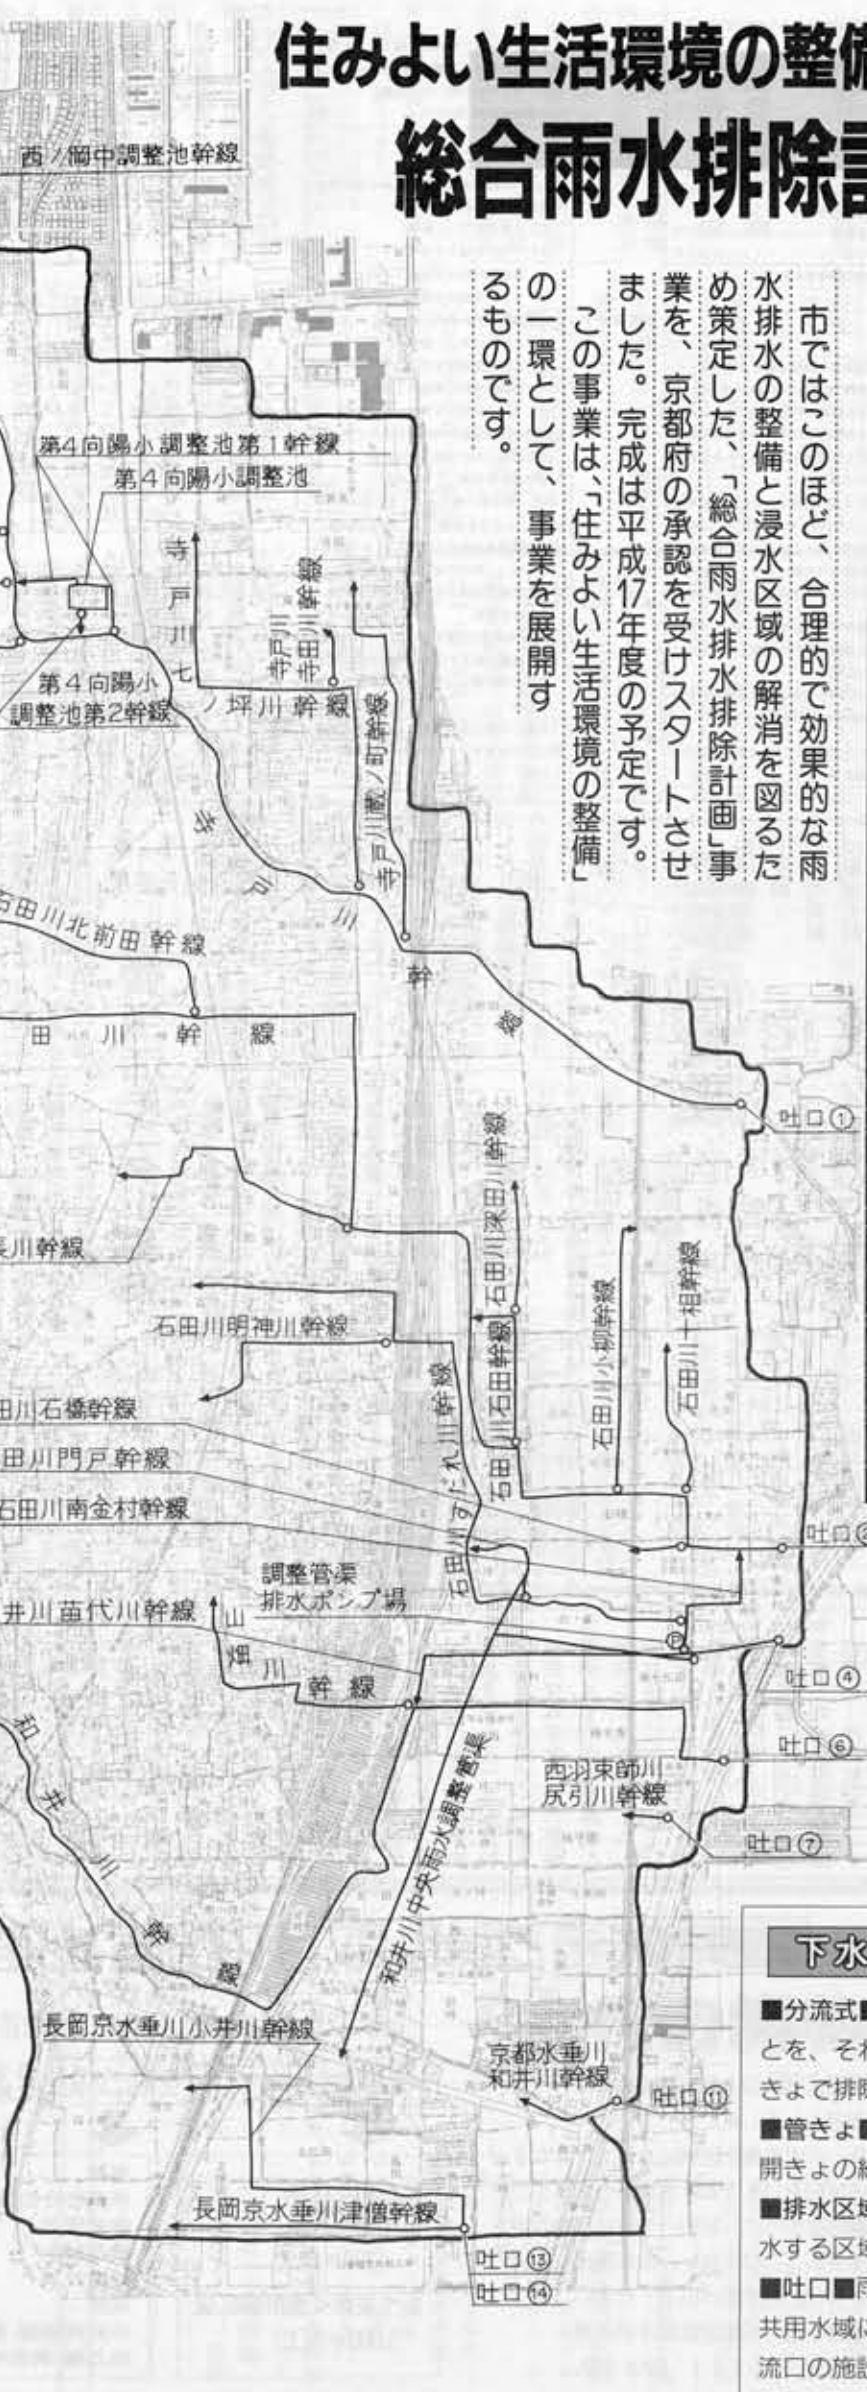 住みよい生活環境の整備
総合雨水排除計
市ではこのほど、合理的で効果的な雨
水排水の整備と浸水区域の解消を図るた
め策定した、「総合雨水排水排除計画」事
業を、京都府の承認を受けスタートさせ
ました。完成は平成17年度の予定です。
この事業は、「住みよい生活環境の整備」
の一環として、事業を展開す
るものです。
西ノ岡中調整池幹線
第4向陽小調整池第1幹線
第4向陽小調整池
寺戸川七ノ坪川幹線
寺戸川
寺田川幹線
第4向陽小
調整池第2幹線
寺戸川蔵ノ町幹線
寺戸川幹線
石田川北前田幹線
田川幹線
吐口①
川幹線
石田川深田川幹線
石田川石田幹線
石田川小柳幹線
石田川十相幹線
石田川明神川幹線
石田川すだれ川幹線
田川石橋幹線
田川門戸幹線
石田川南金村幹線
吐口②
調整管渠
排水ポンプ場
井川苗代川幹線
山畑川幹線
吐口④
吐口⑥
西羽束師川
尻引川幹線
吐口⑦
和井川幹線
和井川中央雨水調整管渠
長岡京水垂川小井川幹線
京都水垂川
和井川幹線
吐口⑪
長岡京水垂川津僧幹線
吐口⑬
吐口⑭
下水
■分流式■
とを、それ
きょで排除
■管きょ■
開きょの総
■排水区域
水する区域
■吐口■雨
共用水域に
流口の施設